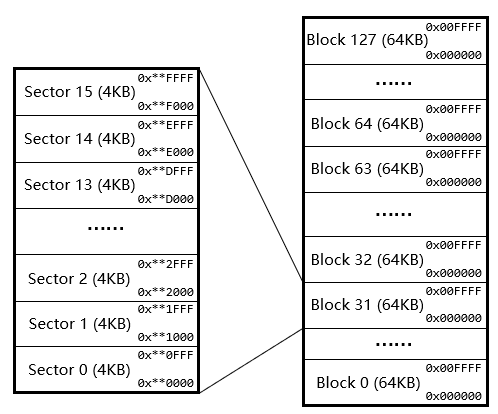 0x**FFFF
Sector 15 (4KB)
0x**F000
0x**EFFF
Sector 14 (4KB)
0x**E000
0x**DFFF
Sector 13 (4KB)
0x**D000
......
0x**2FFF
Sector 2 (4KB)
0x**2000
0x**1FFF
Sector 1 (4KB)
0x**1000
0x**0FFF
Sector 0 (4KB)
0x**0000
0x00FFFF
Block 127 (64KB)
0x000000
......
0x00FFFF
Block 64 (64KB)
0x000000
0x00FFFF
Block 63 (64KB)
0x000000
......
0x00FFFF
Block 32 (64KB)
0x000000
0x00FFFF
Block 31 (64KB)
0x000000
......
0x00FFFF
Block 0 (64KB)
0x000000